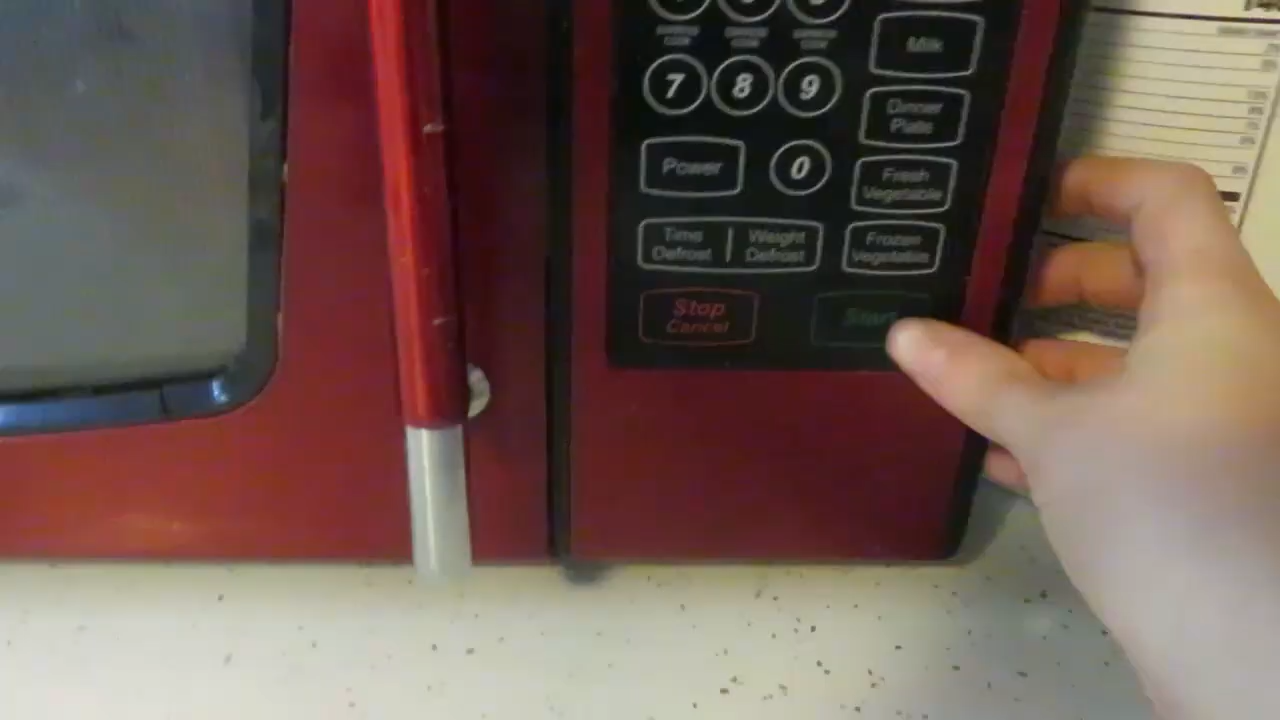 Milk
7 8 9
Dinner
Plate
Power
0
Fresh
Vegetable
Time
Defrost
Weight
Defrost
Frozen
Vegetable
Stop
Cancel
Start